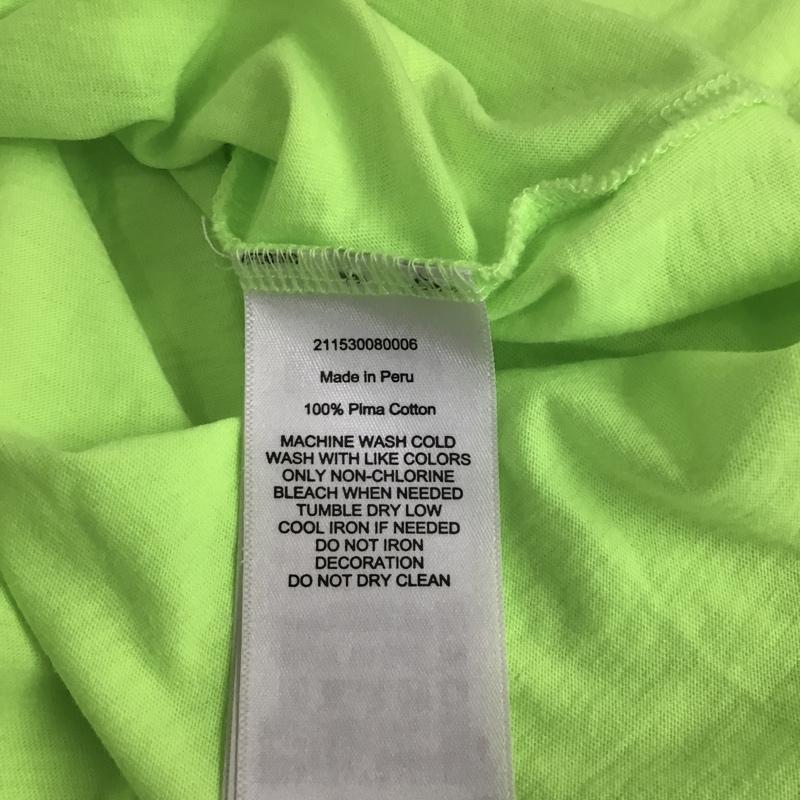 211530080006
Made in Peru
100% Pima Cotton
MACHINE WASH COLD
WASH WITH LIKE COLORS
ONLY NON-CHLORINE
BLEACH WHEN NEEDED
TUMBLE DRY LOW
COOL IRON IF NEEDED
DO NOT IRON
DECORATION
DO NOT DRY CLEAN